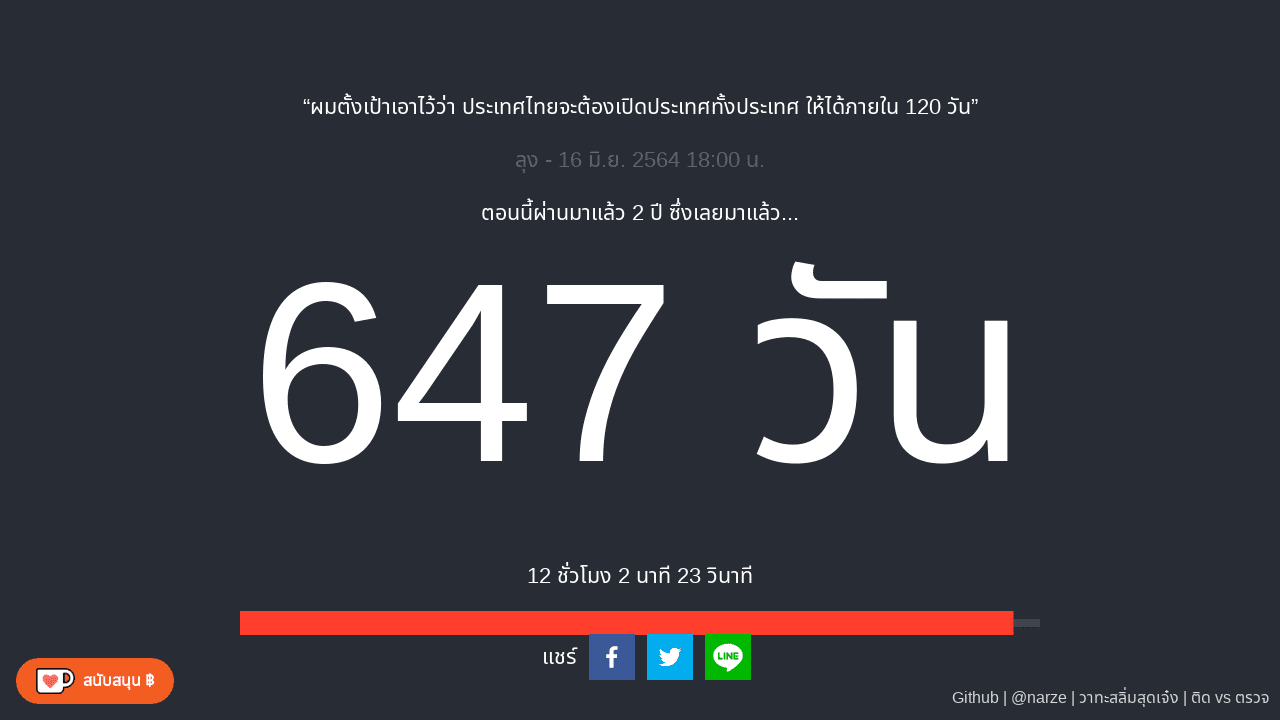 “ผมตั้งเป้าเอาไว้ว่า ประเทศไทยจะต้องเปิดประเทศทั้งประเทศ ให้ได้ภายใน 120 วัน”
ลุง - 16 มิ.ย. 2564 18:00 น.
ตอนนี้ผ่านมาแล้ว 2 ปี ซึ่งเลยมาแล้ว...
647 วัน
12 ชั่วโมง 2 นาที 23 วินาที
แชร์
LINE
สนับสนุน ฿
Github | @narze | วาทะสลิ่มสุดเจ๋ง | ติด vs ตรวจ